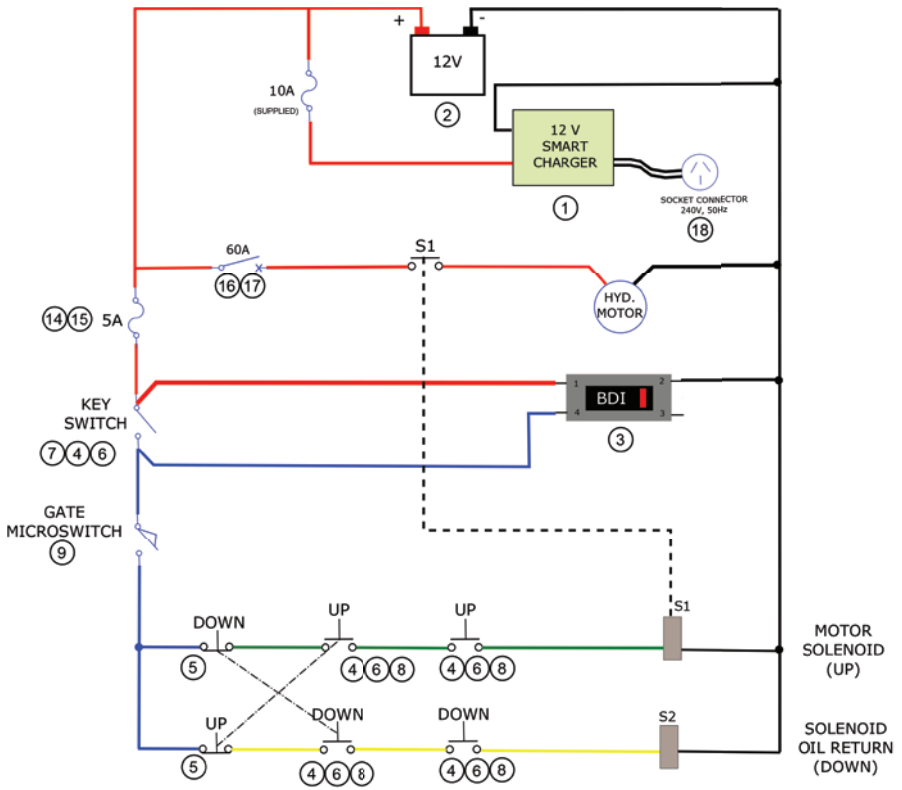 +
-
12V
2
10A
(SUPPLIED)
12 V
SMART
CHARGER
1
SOCKET CONNECTOR
240V, 50Hz
18
60A
16 17
S1
HYD.
MOTOR
14 15 5A
KEY
SWITCH
7 4 6
1
2
BDI
4
3
3
GATE
MICROSWITCH
9
DOWN
5
UP
4 6 8
UP
4 6 8
S1
MOTOR
SOLENOID
(UP)
UP
5
DOWN
4 6 8
DOWN
4 6 8
S2
SOLENOID
OIL RETURN
(DOWN)